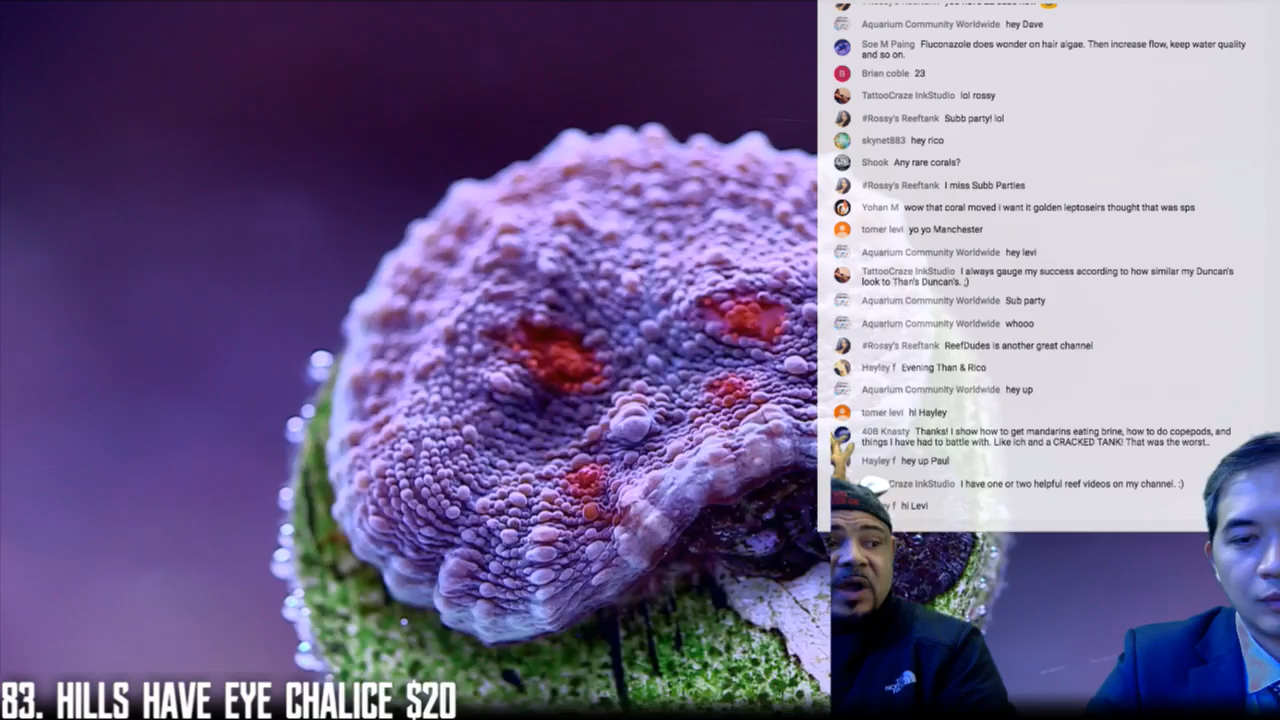 Aquarium Community Worldwide hey Dave
Soe M Paing Fluconazole does wonder on hair algae. Then increase flow, keep water quality
and so on.
B Brian coble 23
TattooCraze InkStudio lol rossy
#Rossy's Reeftank Subb party! lol
skynet883 hey rico
Shook Any rare corals?
#Rossy's Reeftank I miss Subb Parties
Yohan M wow that coral moved i want it golden leptoseirs thought that was sps
tomer levi yo yo Manchester
Aquarium Community Worldwide hey levi
TattooCraze InkStudio I always gauge my success according to how similar my Duncan's
look to Than's Duncan's. ;)
Aquarium Community Worldwide Sub party
Aquarium Community Worldwide whooo
#Rossy's Reeftank ReefDudes is another great channel
Hayley f Evening Than & Rico
Aquarium Community Worldwide hey up
tomer levi hi Hayley
40B Knasty Thanks! I show how to get mandarins eating brine, how to do copepods, and
things I have had to battle with. Like ich and a CRACKED TANK! That was the worst..
Hayley f hey up Paul
Craze InkStudio I have one or two helpful reef videos on my channel. :)
f hi Levi
83. HILLS HAVE EYE CHALICE $20